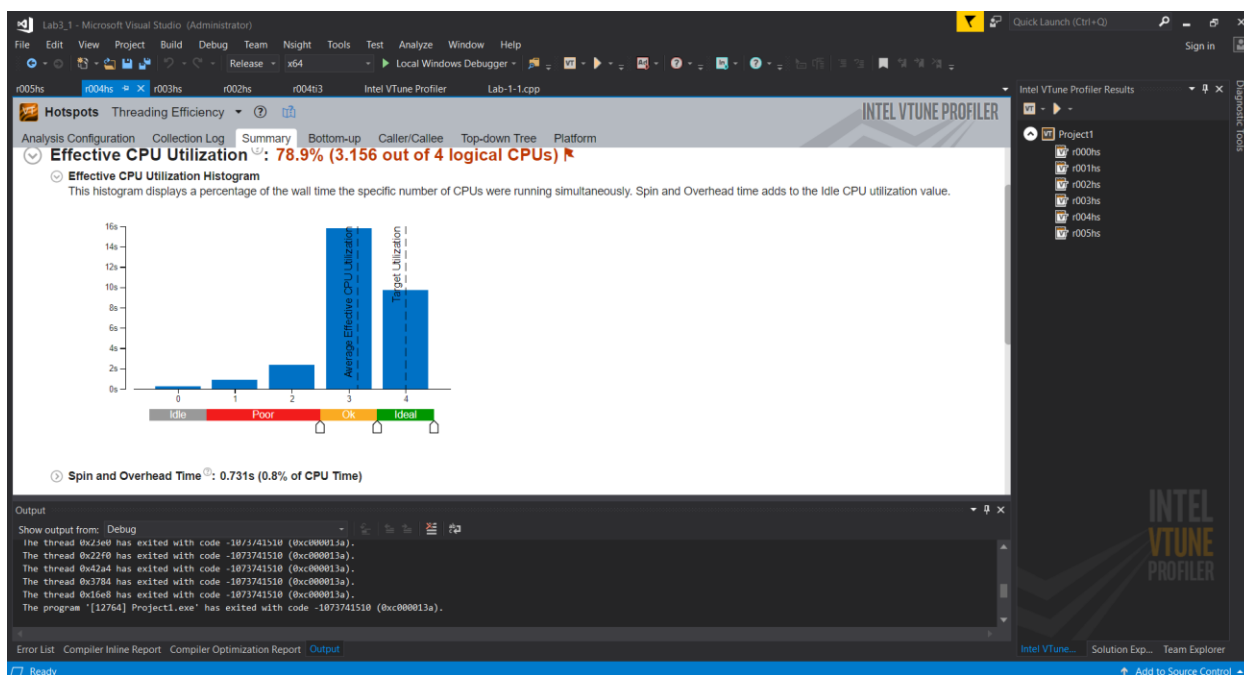 Lab3_1 - Microsoft Visual Studio (Administrator)
Quick Launch (Ctrl+Q)
File Edit View Project Build Debug Team Nsight Tools Test Analyze Window Help
Sign in
Release x64 Local Windows Debugger
r005hs r004hs r003hs r002hs r004ti3 Intel VTune Profiler Lab-1-1.cpp
Intel VTune Profiler Results
Diagnostic Tools
Hotspots Threading Efficiency
INTEL VTUNE PROFILER
Analysis Configuration Collection Log Summary Bottom-up Caller/Callee Top-down Tree Platform
Project1
r000hs
r001hs
r002hs
r003hs
r004hs
r005hs
Effective CPU Utilization : 78.9% (3.156 out of 4 logical CPUs)
Effective CPU Utilization Histogram
This histogram displays a percentage of the wall time the specific number of CPUs were running simultaneously. Spin and Overhead time adds to the Idle CPU utilization value.
16s
14s
12s
10s
8s
6s
4s
2s
0s
Average Effective CPU Utilization
Target Utilization
0 1 2 3 4
Idle Poor Ok Ideal
Spin and Overhead Time : 0.731s (0.8% of CPU Time)
Output
Show output from: Debug
The thread 0x23e0 has exited with code -1073741510 (0xc000013a).
The thread 0x22f0 has exited with code -1073741510 (0xc000013a).
The thread 0x42a4 has exited with code -1073741510 (0xc000013a).
The thread 0x3784 has exited with code -1073741510 (0xc000013a).
The thread 0x16e8 has exited with code -1073741510 (0xc000013a).
The program '[12764] Project1.exe' has exited with code -1073741510 (0xc000013a).
INTEL
VTUNE
PROFILER
Error List Compiler Inline Report Compiler Optimization Report Output
Intel VTune... Solution Exp... Team Explorer
Ready
Add to Source Control